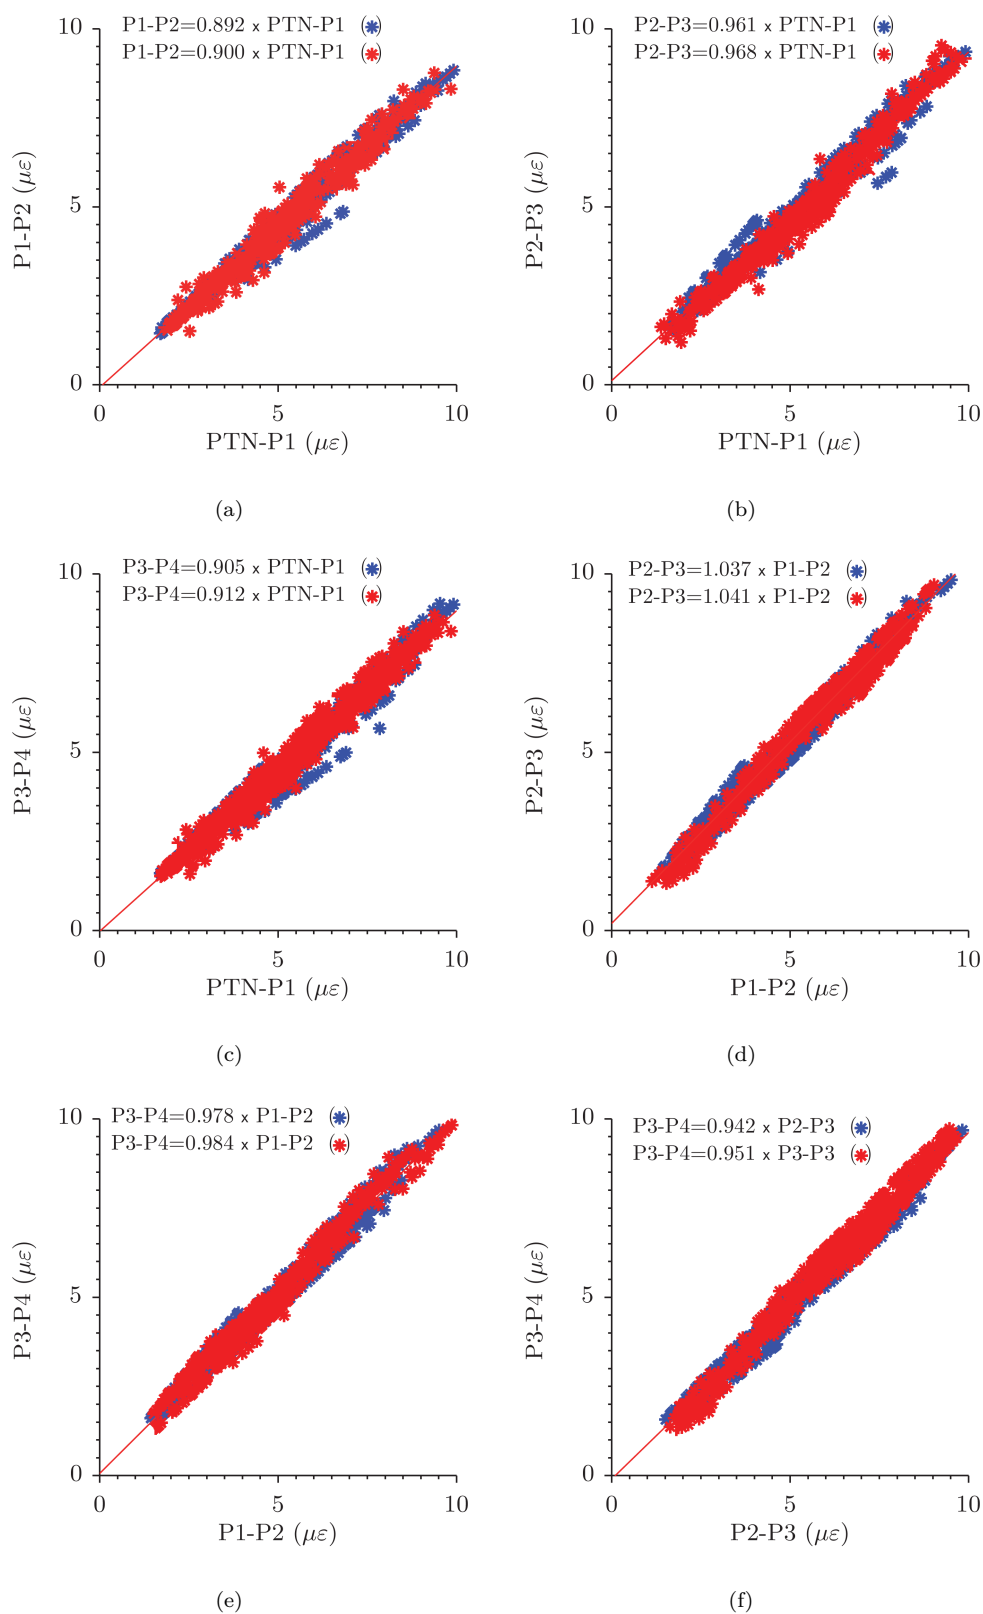 P1-P2=0.892 x PTN-P1 (*)
P1-P2=0.900 x PTN-P1 (*)
10
5
0
P1-P2 (με)
0 5 10
PTN-P1 (με)
(a)
P2-P3=0.961 x PTN-P1 (*)
P2-P3=0.968 x PTN-P1 (*)
10
5
0
P2-P3 (με)
0 5 10
PTN-P1 (με)
(b)
P3-P4=0.905 x PTN-P1 (*)
P3-P4=0.912 x PTN-P1 (*)
10
5
0
P3-P4 (με)
0 5 10
PTN-P1 (με)
(c)
P2-P3=1.037 x P1-P2 (*)
P2-P3=1.041 x P1-P2 (*)
10
5
0
P2-P3 (με)
0 5 10
P1-P2 (με)
(d)
P3-P4=0.978 x P1-P2 (*)
P3-P4=0.984 x P1-P2 (*)
10
5
0
P3-P4 (με)
0 5 10
P1-P2 (με)
(e)
P3-P4=0.942 x P2-P3 (*)
P3-P4=0.951 x P3-P3 (*)
10
5
0
P3-P4 (με)
0 5 10
P2-P3 (με)
(f)